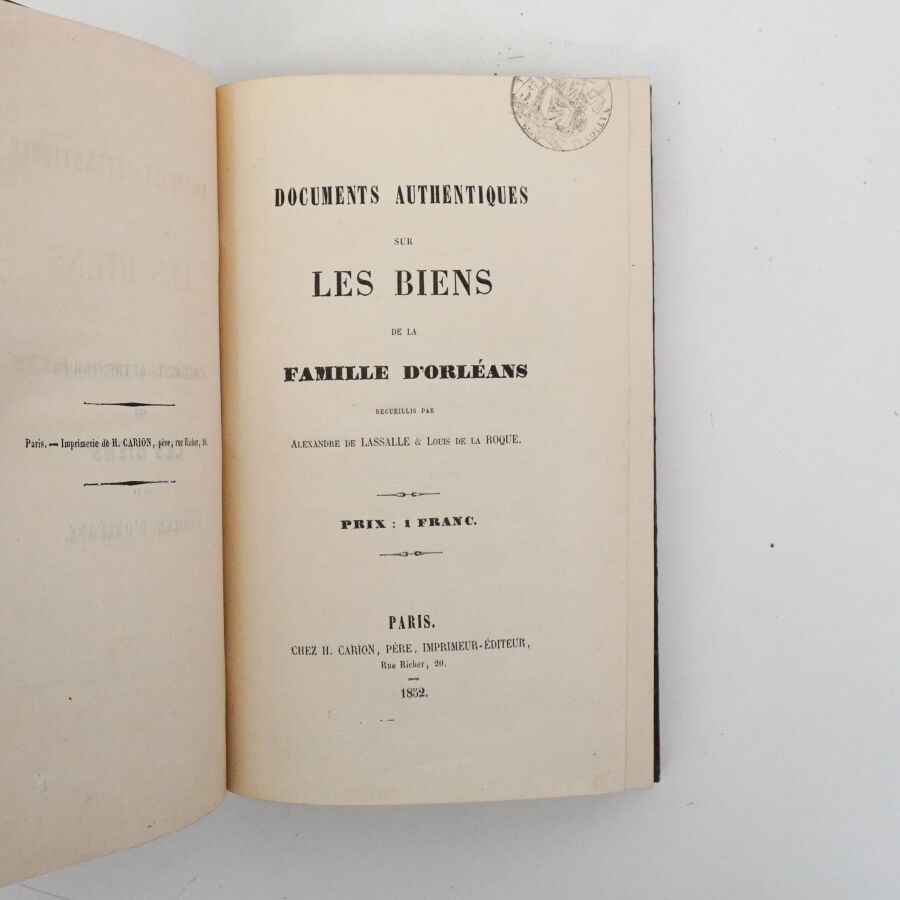 Paris. — Imprimerie de H. CARION, père, rue Richer, 20.
DOCUMENTS AUTHENTIQUES
SUR
LES BIENS
DE LA
FAMILLE D'ORLÉANS
RECUEILLIS PAR
ALEXANDRE DE LASSALLE & LOUIS DE LA ROQUE.
PRIX : 1 FRANC.
PARIS.
CHEZ H. CARION, PÈRE, IMPRIMEUR-ÉDITEUR,
Rue Richer, 20.
1852.